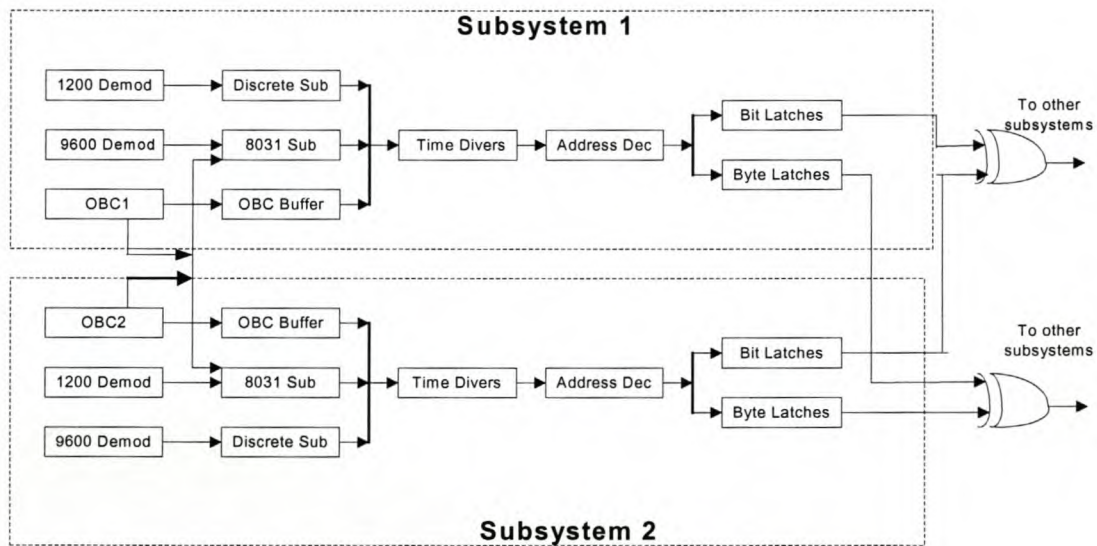 Subsystem 1
1200 Demod
Discrete Sub
9600 Demod
8031 Sub
OBC1
OBC Buffer
Time Divers
Address Dec
Bit Latches
Byte Latches
To other
subsystems
OBC2
OBC Buffer
1200 Demod
8031 Sub
9600 Demod
Discrete Sub
Time Divers
Address Dec
Bit Latches
Byte Latches
To other
subsystems
Subsystem 2